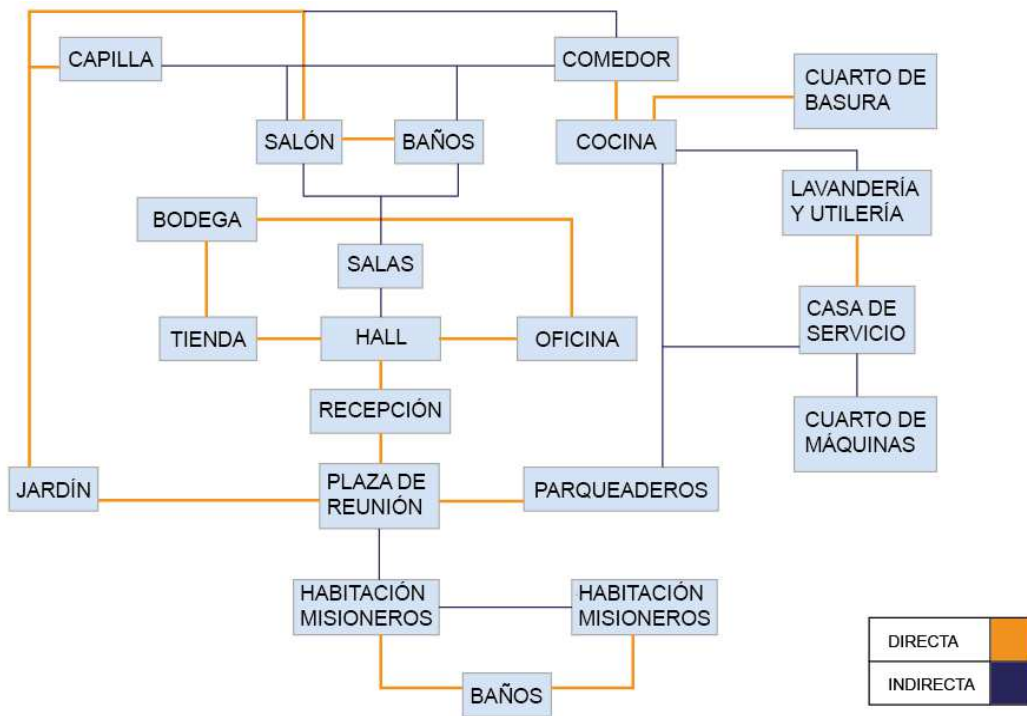 CAPILLA
COMEDOR
CUARTO DE
BASURA
SALÓN
BAÑOS
COCINA
LAVANDERÍA
Y UTILERÍA
BODEGA
SALAS
CASA DE
SERVICIO
TIENDA
HALL
OFICINA
RECEPCIÓN
CUARTO DE
MÁQUINAS
JARDÍN
PLAZA DE
REUNIÓN
PARQUEADEROS
HABITACIÓN
MISIONEROS
HABITACIÓN
MISIONEROS
BAÑOS
DIRECTA
INDIRECTA